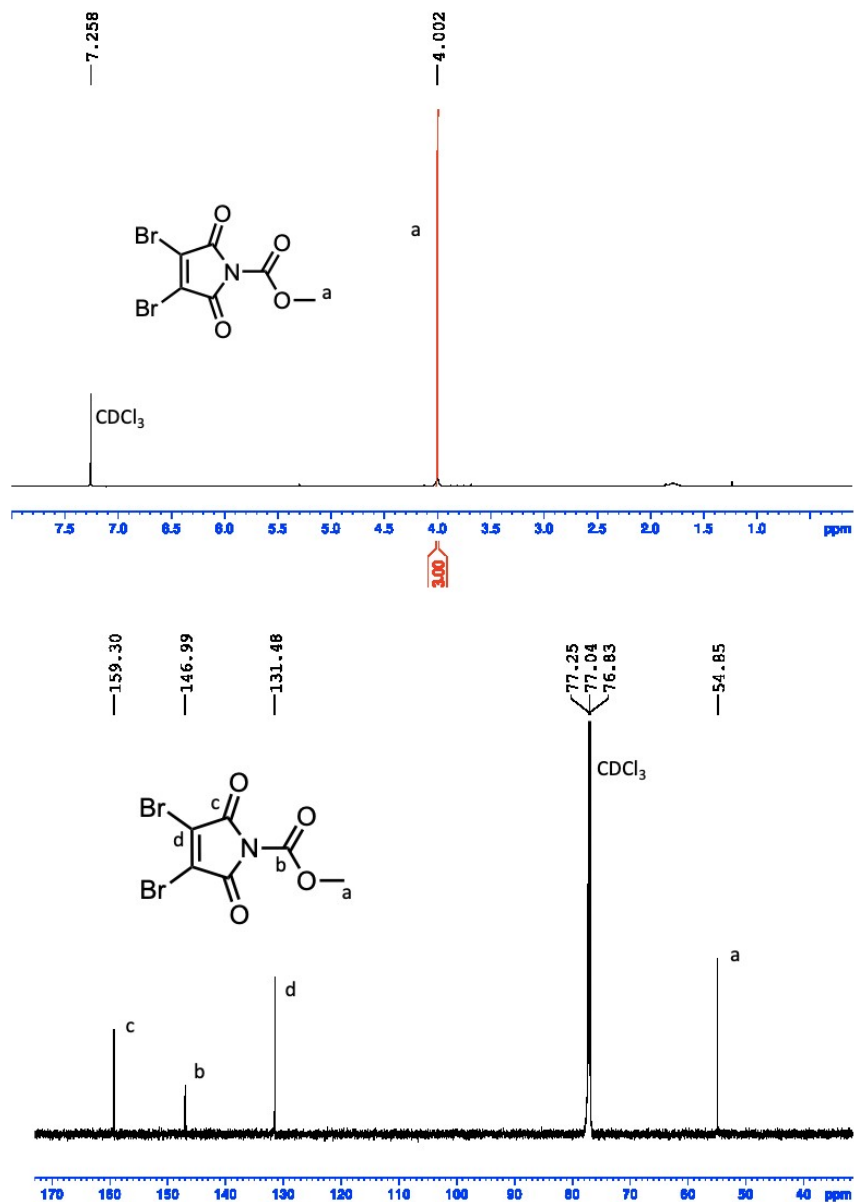 7.258
4.002
a
O
Br
O
N
Br
O
a
O
CDCl₃
7.5 7.0 6.5 6.0 5.5 5.0 4.5 4.0 3.5 3.0 2.5 2.0 1.5 1.0 ppm
3.00
159.30
146.99
131.48
77.25
77.04
76.83
54.85
CDCl₃
c
O
Br
O
d
N
b
Br
O
a
O
a
d
c
b
170 160 150 140 130 120 110 100 90 80 70 60 50 40 ppm